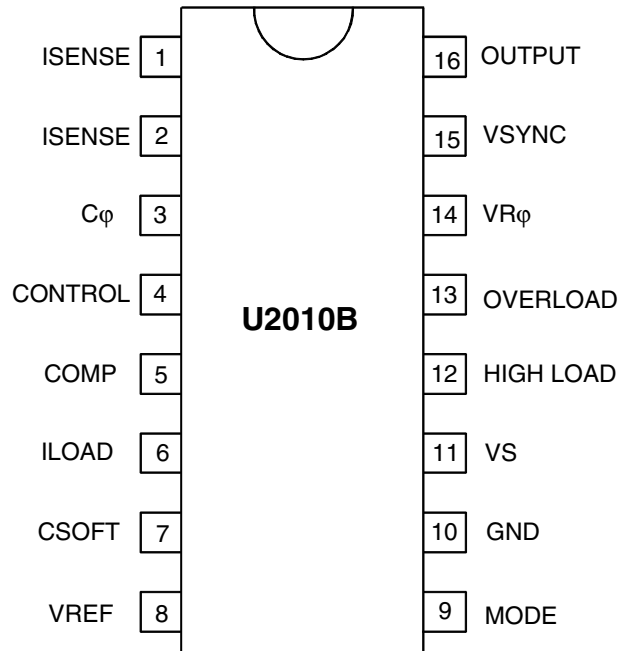 ISENSE 1 16 OUTPUT
ISENSE 2 15 VSYNC
Cφ 3 14 VRφ
CONTROL 4 13 OVERLOAD
U2010B
COMP 5 12 HIGH LOAD
ILOAD 6 11 VS
CSOFT 7 10 GND
VREF 8 9 MODE